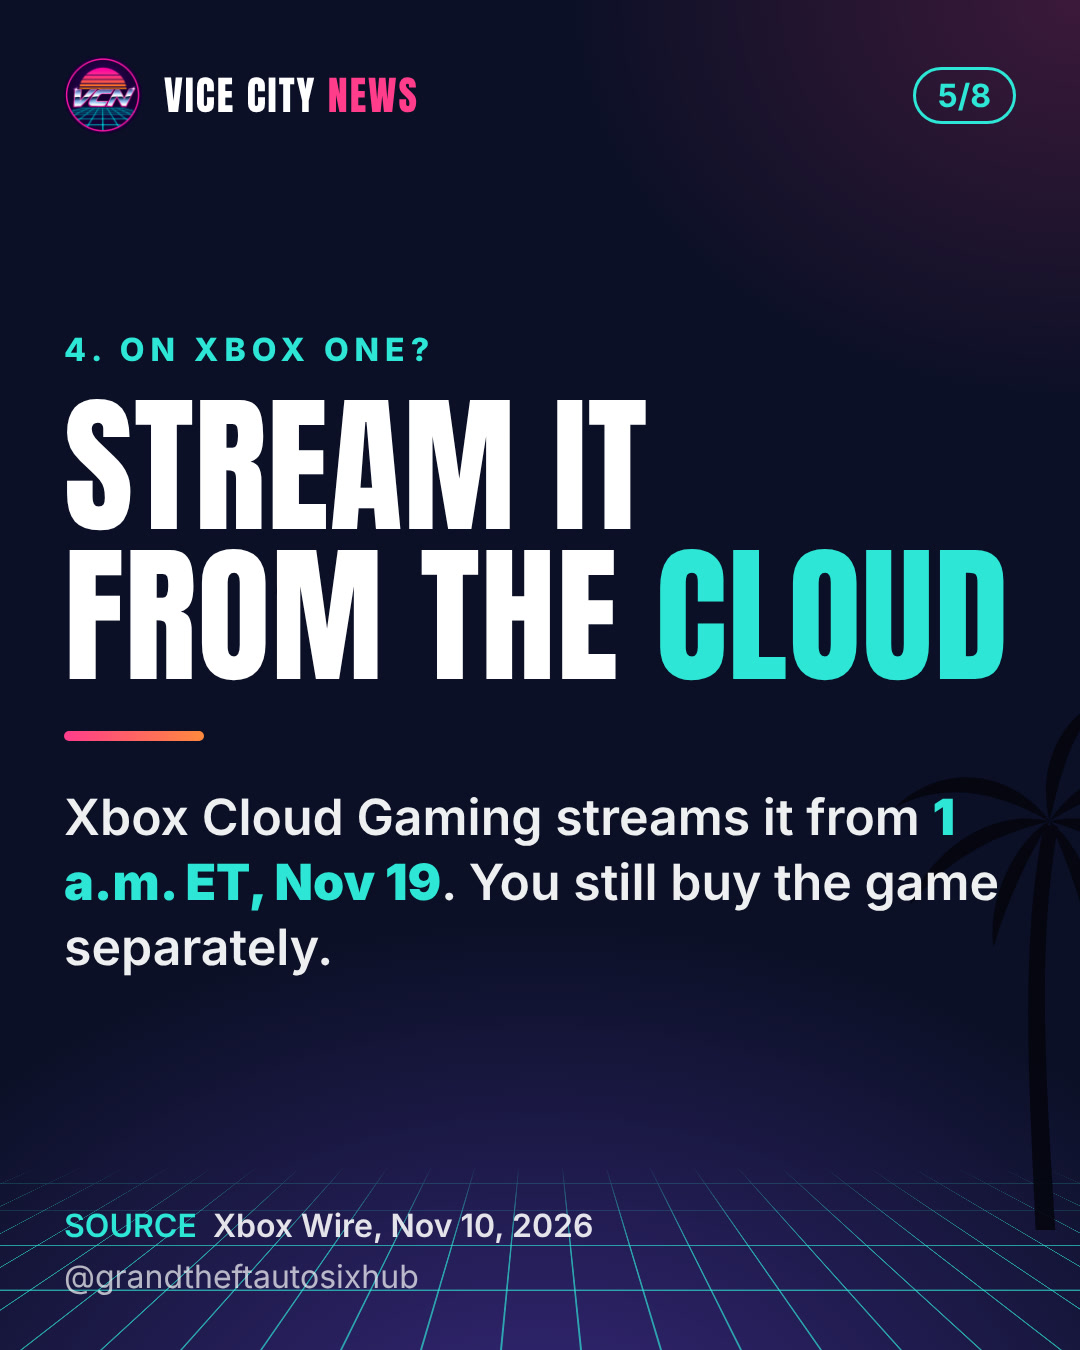 VCN
VICE CITY NEWS
5/8
4. ON XBOX ONE?
STREAM IT
FROM THE CLOUD
Xbox Cloud Gaming streams it from 1
a.m. ET, Nov 19. You still buy the game
separately.
SOURCE Xbox Wire, Nov 10, 2026
@grandtheftautosixhub